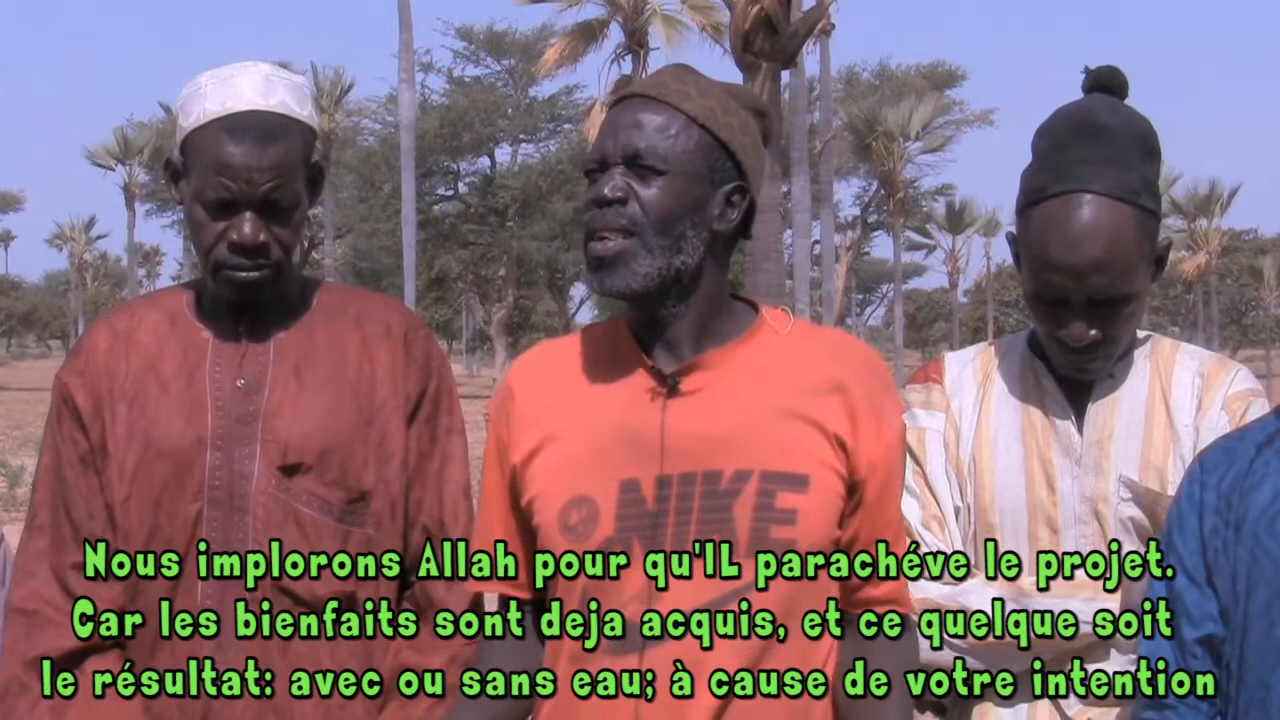 NIKE
Nous implorons Allah pour qu'IL parachéve le projet.
Car les bienfaits sont deja acquis, et ce quelque soit
le résultat: avec ou sans eau; à cause de votre intention